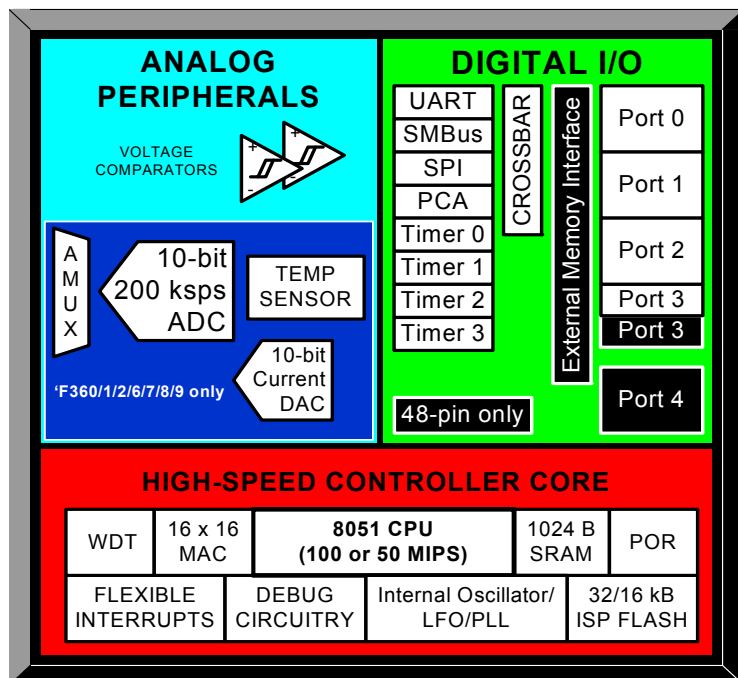 ANALOG
PERIPHERALS
VOLTAGE
COMPARATORS
+
-
+
-
A
M
U
X
10-bit
200 ksps
ADC
TEMP
SENSOR
10-bit
Current
DAC
'F360/1/2/6/7/8/9 only
DIGITAL I/O
UART
SMBus
SPI
PCA
Timer 0
Timer 1
Timer 2
Timer 3
CROSSBAR
External Memory Interface
Port 0
Port 1
Port 2
Port 3
Port 3
Port 4
48-pin only
HIGH-SPEED CONTROLLER CORE
WDT
16 x 16
MAC
8051 CPU
(100 or 50 MIPS)
1024 B
SRAM
POR
FLEXIBLE
INTERRUPTS
DEBUG
CIRCUITRY
Internal Oscillator/
LFO/PLL
32/16 kB
ISP FLASH